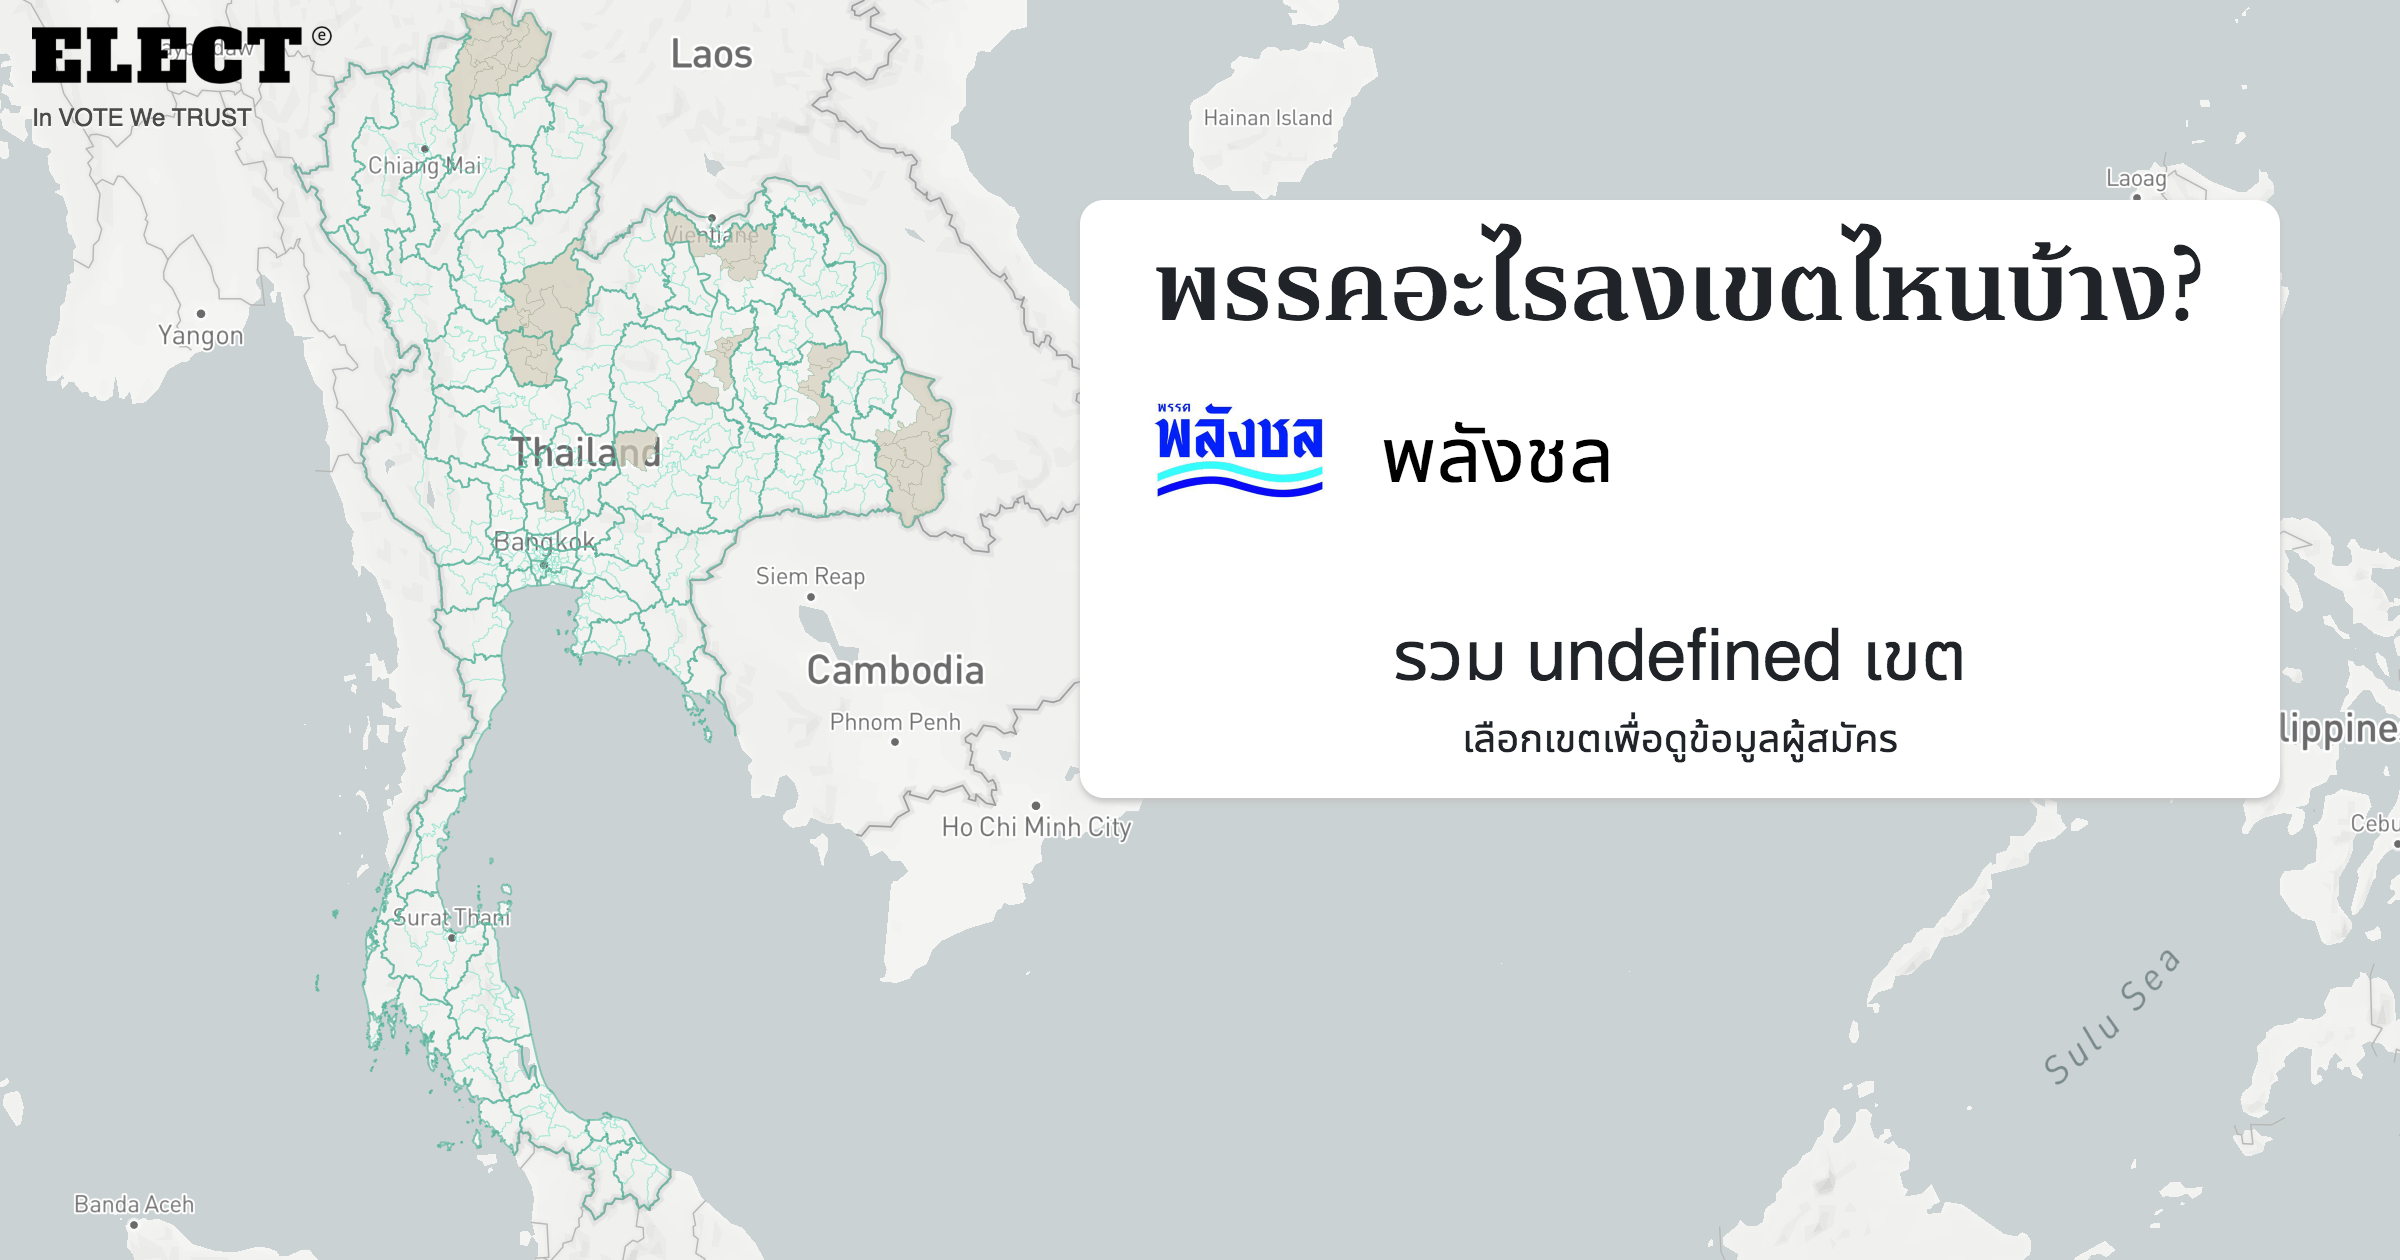 ELECT ⓔ
In VOTE We TRUST
Laos
Hainan Island
Laoag
Chiang Mai
Vientiane
Yangon
Thailand
Bangkok
Siem Reap
Cambodia
Phnom Penh
Ho Chi Minh City
Surat Thani
Banda Aceh
พรรคอะไรลงเขตไหนบ้าง?
พรรค
พลังชล
พลังชล
รวม undefined เขต
เลือกเขตเพื่อดูข้อมูลผู้สมัคร
lippine
Cebu
Sulu Sea